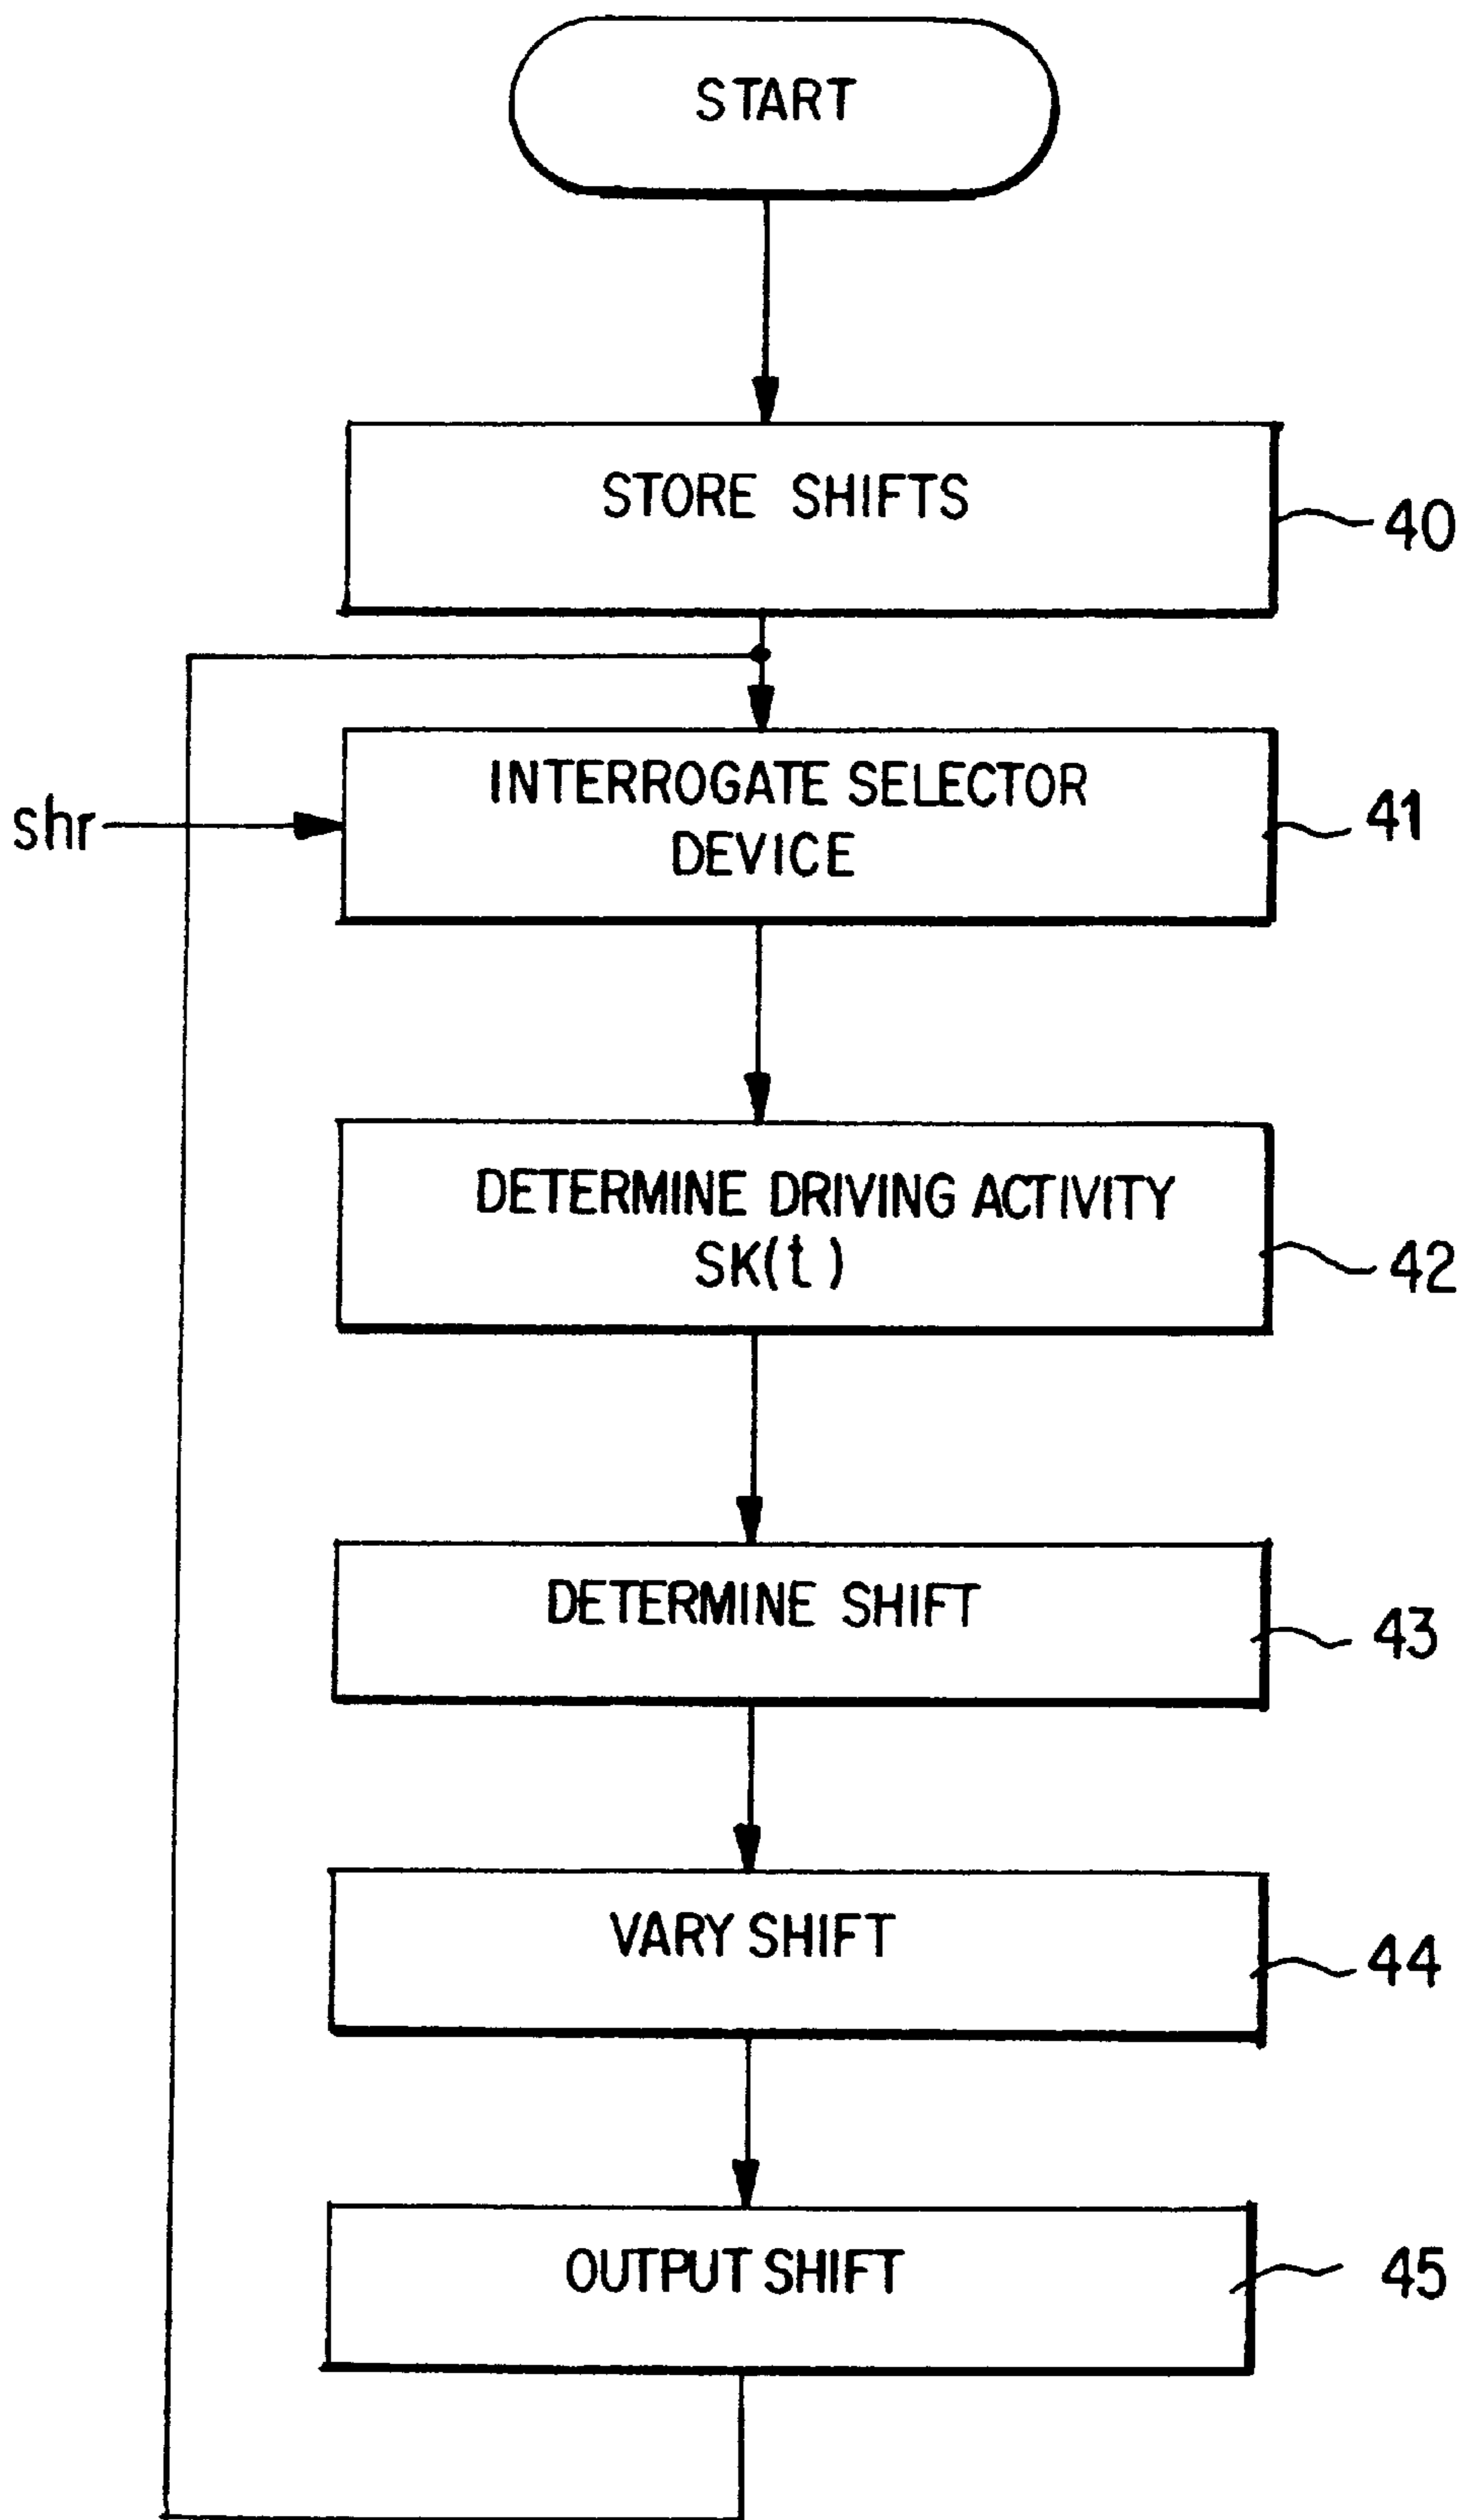 START
STORE SHIFTS
40
INTERROGATE SELECTOR
DEVICE
41
shr
DETERMINE DRIVING ACTIVITY
SK(t)
42
DETERMINE SHIFT
43
VARY SHIFT
44
OUTPUT SHIFT
45